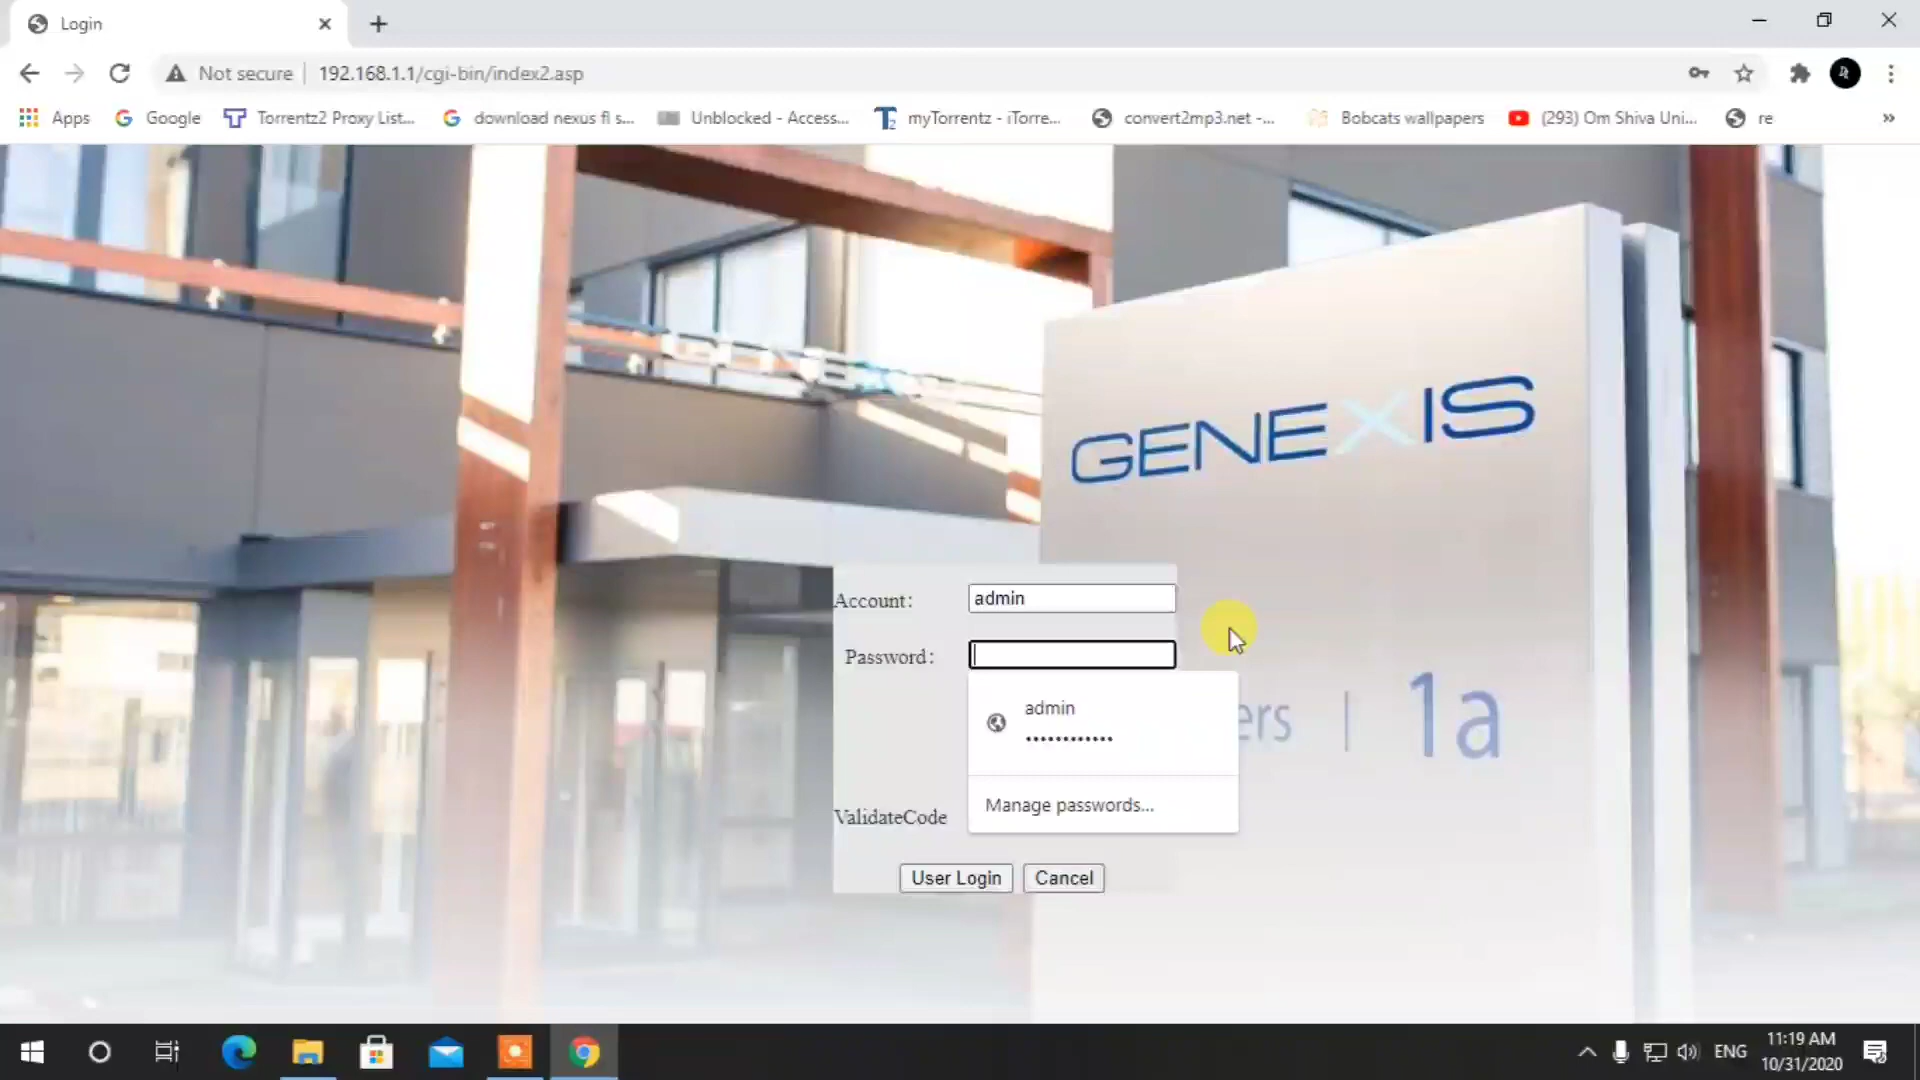 Login
Not secure
192.168.1.1/cgi-bin/index2.asp
Apps
Google
Torrentz2 Proxy List...
download nexus fl s...
Unblocked - Access...
myTorrentz - iTorre...
convert2mp3.net -...
Bobcats wallpapers
(293) Om Shiva Uni...
re
»
GENEXIS
Account:
admin
Password:
admin
............
ers | 1a
Manage passwords...
ValidateCode
User Login
Cancel
ENG
11:19 AM
10/31/2020